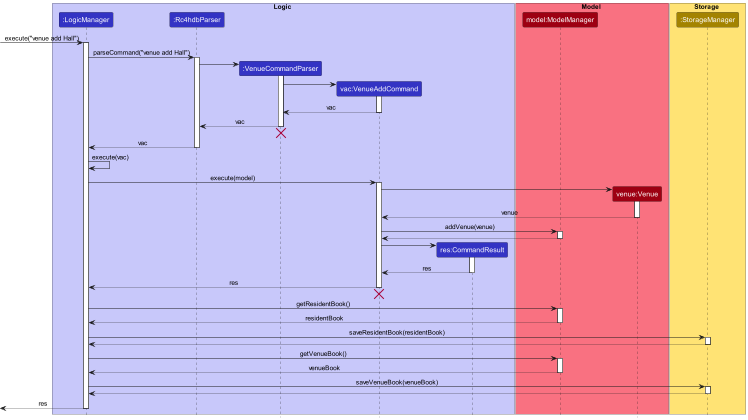 Logic
Model
Storage
:LogicManager
:Rc4hdbParser
model:ModelManager
:StorageManager
execute("venue add Hall")
parseCommand("venue add Hall")
:VenueCommandParser
vac:VenueAddCommand
vac
vac
vac
execute(vac)
execute(model)
venue:Venue
venue
addVenue(venue)
res:CommandResult
res
res
getResidentBook()
residentBook
saveResidentBook(residentBook)
getVenueBook()
venueBook
saveVenueBook(venueBook)
res